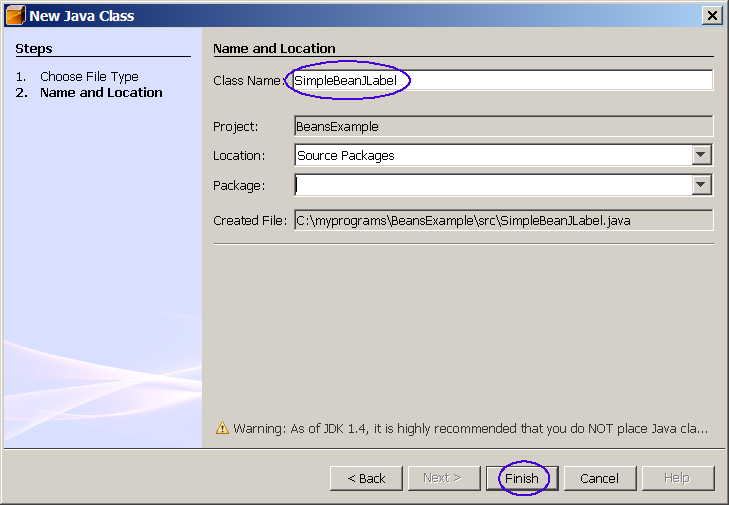 New Java Class
Steps
1. Choose File Type
2. Name and Location
Name and Location
Class Name: SimpleBeanJLabel
Project: BeansExample
Location: Source Packages
Package:
Created File: C:\myprograms\BeansExample\src\SimpleBeanJLabel.java
Warning: As of JDK 1.4, it is highly recommended that you do NOT place Java cla...
< Back Next > Finish Cancel Help